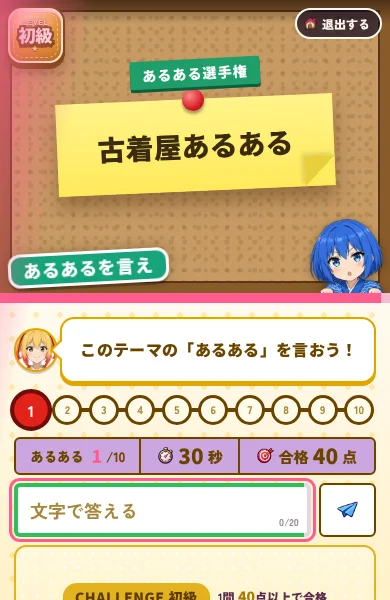 LEVEL
初級
退出する
あるある選手権
古着屋あるある
あるあるを言え
このテーマの「あるある」を言おう！
1 2 3 4 5 6 7 8 9 10
あるある 1 /10
30 秒
合格 40 点
文字で答える
0/20
CHALLENGE 初級
1問 40点以上で合格